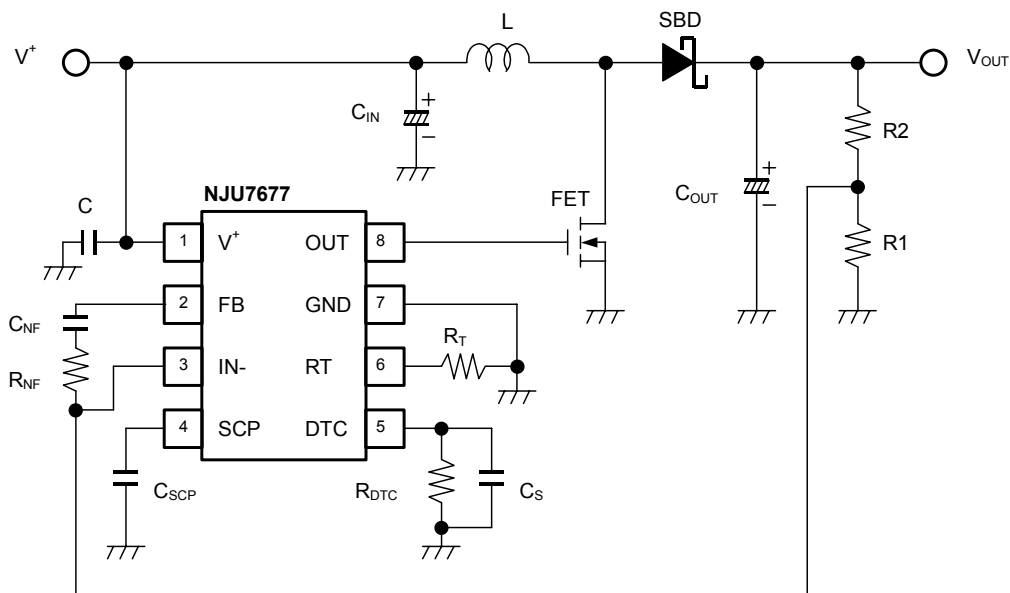 L
SBD
V+
VOUT
CIN
+
−
R2
NJU7677
FET
COUT
+
−
C
R1
1 V+ OUT 8
2 FB GND 7
CNF
RT
3 IN- RT 6
RNF
4 SCP DTC 5
CSCP
RDTC
CS